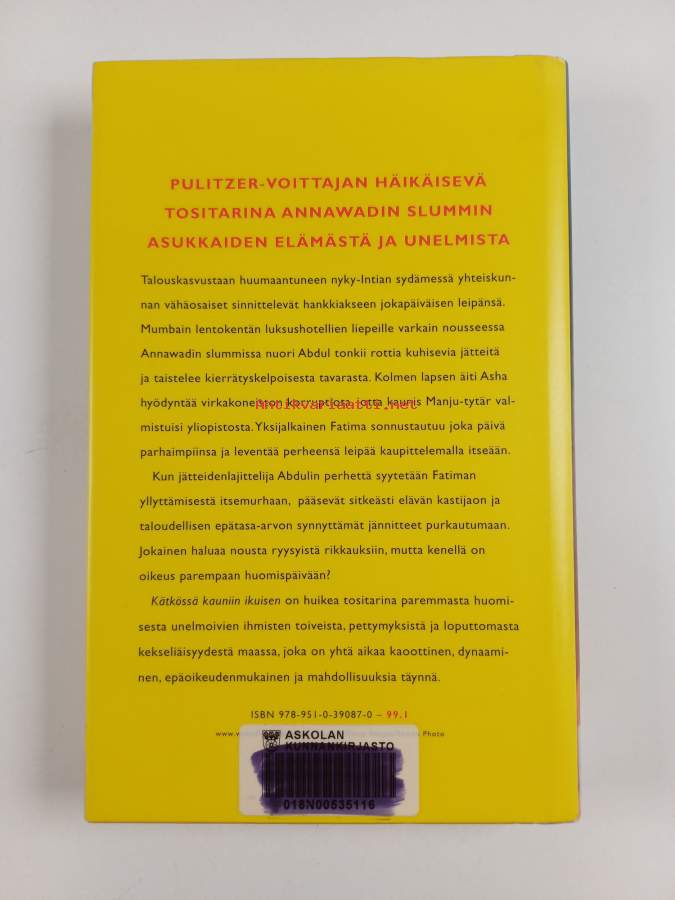 PULITZER-VOITTAJAN HÄIKÄISEVÄ
TOSITARINA ANNAWADIN SLUMMIN
ASUKKAIDEN ELÄMÄSTÄ JA UNELMISTA
Talouskasvustaan huumaantuneen nyky-Intian sydämessä yhteiskun-
nan vähäosaiset sinnittelevät hankkiakseen jokapäiväisen leipänsä.
Mumbain lentokentän luksushotellien liepeille varkain nousseessa
Annawadin slummissa nuori Abdul tonkii rottia kuhisevia jätteitä
ja taistelee kierrätyskelpoisesta tavarasta. Kolmen lapsen äiti Asha
hyödyntää virkakoneiston korruptiota, jotta kaunis Manju-tytär val-
Antikvariaatti.net
mistuisi yliopistosta. Yksijalkainen Fatima sonnustautuu joka päivä
parhaimpiinsa ja leventää perheensä leipää kaupittelemalla itseään.
Kun jätteidenlajittelija Abdulin perhettä syytetään Fatiman
yllyttämisestä itsemurhaan, pääsevät sitkeästi elävän kastijaon ja
taloudellisen epätasa-arvon synnyttämät jännitteet purkautumaan.
Jokainen haluaa nousta ryysyistä rikkauksiin, mutta kenellä on
oikeus parempaan huomispäivään?
Kätkössä kauniin ikuisen on huikea tositarina paremmasta huomi-
sesta unelmoivien ihmisten toiveista, pettymyksistä ja loputtomasta
kekseliäisyydestä maassa, joka on yhtä aikaa kaoottinen, dynaami-
nen, epäoikeudenmukainen ja mahdollisuuksia täynnä.
ISBN 978-951-0-39087-0 – 99.1
Photo
ASKOLAN
KUNNANKIRJASTO
018N00535116